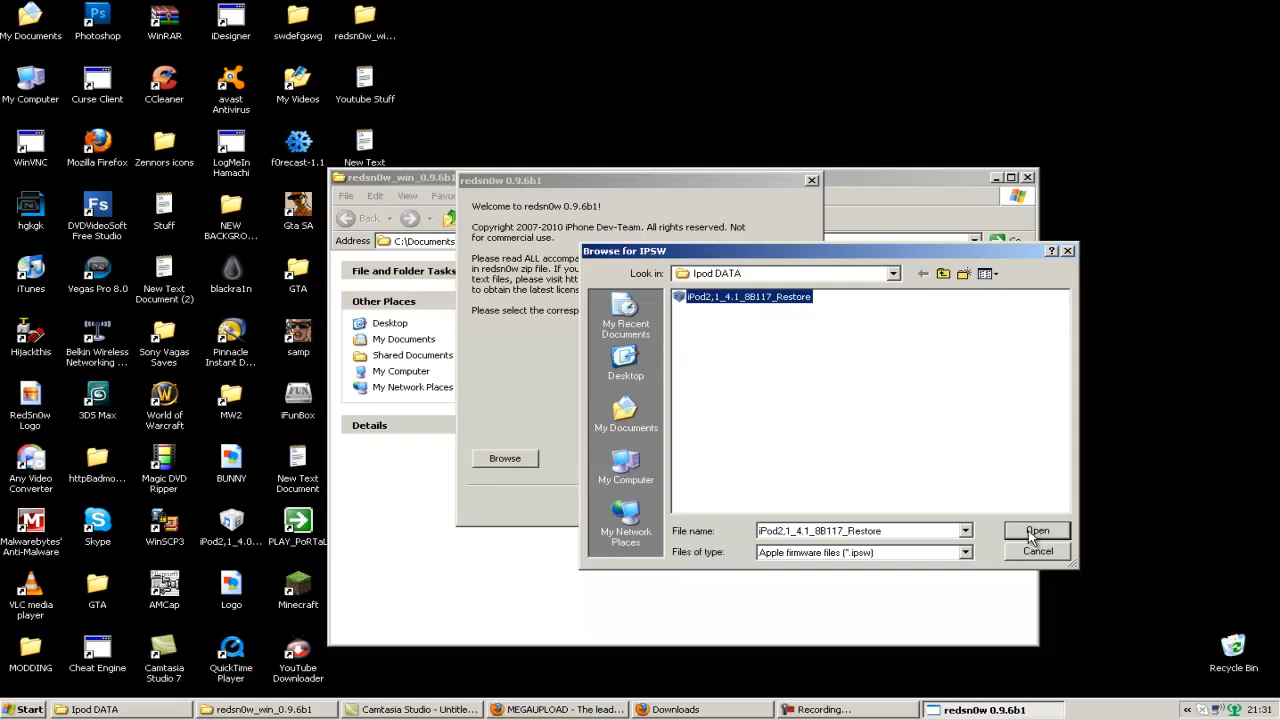 My Documents
Photoshop
WinRAR
iDesigner
swdefgswg
redsn0w_wi...
My Computer
Curse Client
CCleaner
avast
Antivirus
My Videos
Youtube Stuff
WinVNC
Mozilla Firefox
Zennors icons
LogMeIn
Hamachi
f0recast-1.1
New Text
hgkgk
DVDVideoSoft
Free Studio
Stuff
NEW
BACKGRO...
Gta SA
iTunes
Vegas Pro 8.0
New Text
Document (2)
blackra1n
GTA
Hijackthis
Belkin Wireless
Networking ...
Sony Vagas
Saves
Pinnacle
Instant D...
samp
RedSn0w
Logo
3DS Max
World of
Warcraft
MW2
iFunBox
Any Video
Converter
httpBadmo...
Magic DVD
Ripper
BUNNY
New Text
Document
Malwarebytes'
Anti-Malware
Skype
WinSCP3
iPod2,1_4.0...
PLAY_PoRTaL
VLC media
player
GTA
AMCap
Logo
Minecraft
MODDING
Cheat Engine
Camtasia
Studio 7
QuickTime
Player
YouTube
Downloader
Recycle Bin
redsn0w_win_0.9.6b1
File Edit View Favor
Back
Address C:\Documents
File and Folder Tasks
Other Places
Desktop
My Documents
Shared Documents
My Computer
My Network Places
Details
redsn0w 0.9.6b1
Welcome to redsn0w 0.9.6b1!
Copyright 2007-2010 iPhone Dev-Team. All rights reserved. Not
for commercial use.
Please read ALL accompa
in redsn0w zip file. If you
text files, please visit htt
to obtain the latest licens
Please select the corresp
Browse
Browse for IPSW
Look in: Ipod DATA
iPod2,1_4.1_8B117_Restore
My Recent
Documents
Desktop
My Documents
My Computer
My Network
Places
File name: iPod2,1_4.1_8B117_Restore
Open
Files of type: Apple firmware files (*.ipsw)
Cancel
Start
Ipod DATA
redsn0w_win_0.9.6b1
Camtasia Studio - Untitle...
MEGAUPLOAD - The lead...
Downloads
Recording...
redsn0w 0.9.6b1
21:31